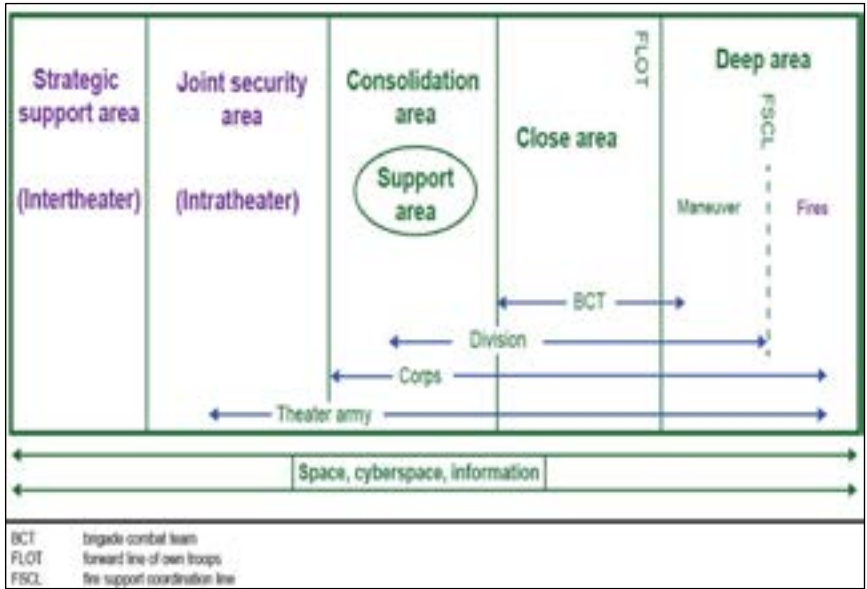 Strategic
support area
(Intertheater)
Joint security
area
(Intratheater)
Consolidation
area
Support
area
Close area
FLOT
Deep area
FSCL
Maneuver
Fires
BCT
Division
Corps
Theater army
Space, cyberspace, information
BCT brigade combat team
FLOT forward line of own troops
FSCL fire support coordination line